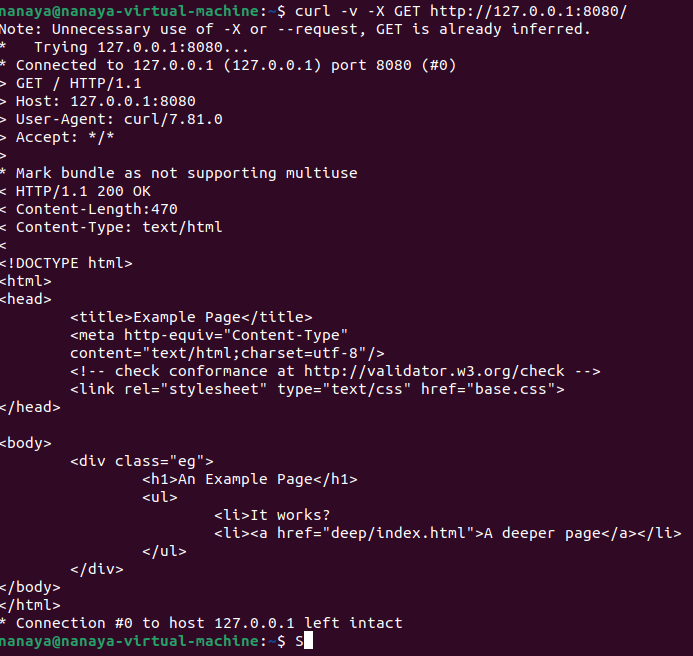 nanaya@nanaya-virtual-machine:~$ curl -v -X GET http://127.0.0.1:8080/
Note: Unnecessary use of -X or --request, GET is already inferred.
*   Trying 127.0.0.1:8080...
* Connected to 127.0.0.1 (127.0.0.1) port 8080 (#0)
> GET / HTTP/1.1
> Host: 127.0.0.1:8080
> User-Agent: curl/7.81.0
> Accept: */*
>
* Mark bundle as not supporting multiuse
< HTTP/1.1 200 OK
< Content-Length:470
< Content-Type: text/html
<
<!DOCTYPE html>
<html>
<head>
        <title>Example Page</title>
        <meta http-equiv="Content-Type"
        content="text/html;charset=utf-8"/>
        <!-- check conformance at http://validator.w3.org/check -->
        <link rel="stylesheet" type="text/css" href="base.css">
</head>

<body>
        <div class="eg">
                <h1>An Example Page</h1>
                <ul>
                        <li>It works?
                        <li><a href="deep/index.html">A deeper page</a></li>
                </ul>
        </div>
</body>
</html>
* Connection #0 to host 127.0.0.1 left intact
nanaya@nanaya-virtual-machine:~$ S